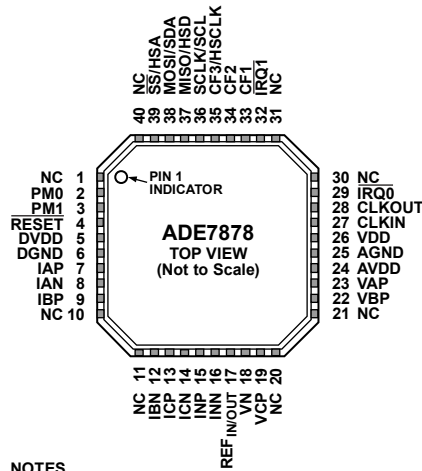 40 NC
39 SS/HSA
38 MOSI/SDA
37 MISO/HSD
36 SCLK/SCL
35 CF3/HSCLK
34 CF2
33 CF1
32 IRQ1
31 NC
NC 1
PM0 2
PM1 3
RESET 4
DVDD 5
DGND 6
IAP 7
IAN 8
IBP 9
NC 10
PIN 1
INDICATOR
ADE7878
TOP VIEW
(Not to Scale)
30 NC
29 IRQ0
28 CLKOUT
27 CLKIN
26 VDD
25 AGND
24 AVDD
23 VAP
22 VBP
21 NC
NC 11
IBN 12
ICP 13
ICN 14
INP 15
INN 16
REFIN/OUT 17
VN 18
VCP 19
NC 20
NOTES